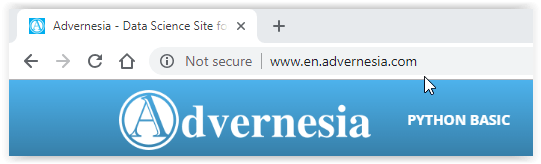 Advernesia - Data Science Site fo
Not secure | www.en.advernesia.com
Advernesia
PYTHON BASIC